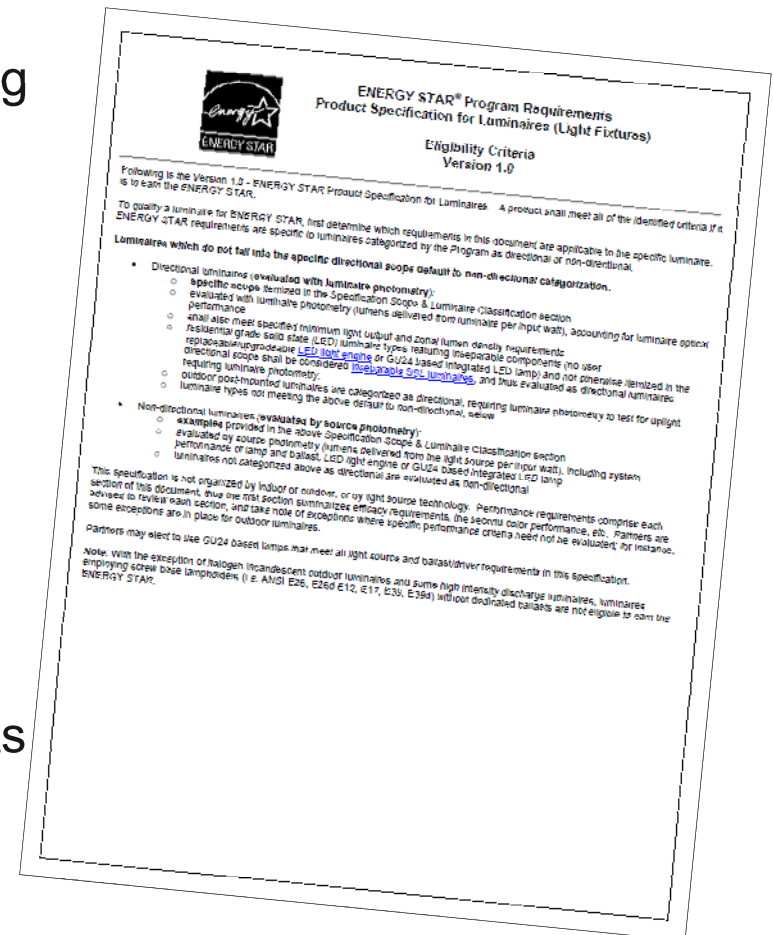 g
ENERGY STAR® Program Requirements
Product Specification for Luminaires (Light Fixtures)
Eligibility Criteria
Version 1.0
energy
ENERGY STAR
Following is the Version 1.0 - ENERGY STAR Product Specification for Luminaires. A product shall meet all of the identified criteria if it
is to earn the ENERGY STAR.
To qualify a luminaire for ENERGY STAR, first determine which requirements in this document are applicable to the specific luminaire.
ENERGY STAR requirements are specific to luminaires categorized by the Program as directional or non-directional.
Luminaires which do not fall into the specific directional scope default to non-directional categorization.
• Directional luminaires (evaluated with luminaire photometry):
o specific scope itemized in the Specification Scope & Luminaire Classification section
o evaluated with luminaire photometry (lumens delivered from luminaire per input watt), accounting for luminaire optical
performance
o shall also meet specified minimum light output and zonal lumen density requirements
o residential grade solid state (LED) luminaire types featuring inseparable components (no user
replaceable/upgradeable LED light engine or GU24 based integrated LED lamp) and not otherwise itemized in the
directional scope shall be considered inseparable SSL luminaires, and thus evaluated as directional luminaires
requiring luminaire photometry.
o outdoor post-mounted luminaires are categorized as directional, requiring luminaire photometry to test for uplight
o luminaire types not meeting the above default to non-directional, below
• Non-directional luminaires (evaluated by source photometry):
o examples provided in the above Specification Scope & Luminaire Classification section
o evaluated by source photometry (lumens delivered from the light source per input watt), including system
performance of lamp and ballast, LED light engine or GU24 based integrated LED lamp
o luminaires not categorized above as directional are evaluated as non-directional
This specification is not organized by indoor or outdoor, or by light source technology. Performance requirements comprise each
section of this document, thus the first section summarizes efficacy requirements, the second color performance, etc. Partners are
advised to review each section, and take note of exceptions where specific performance criteria need not be evaluated; for instance,
some exceptions are in place for outdoor luminaires.
Partners may elect to use GU24 based lamps that meet all light source and ballast/driver requirements in this specification.
Note: With the exception of halogen incandescent outdoor luminaires and some high intensity discharge luminaires, luminaires
employing screw base lampholders (i.e. ANSI E26, E26d E12, E17, E39, E39d) without dedicated ballasts are not eligible to earn the
ENERGY STAR.
s